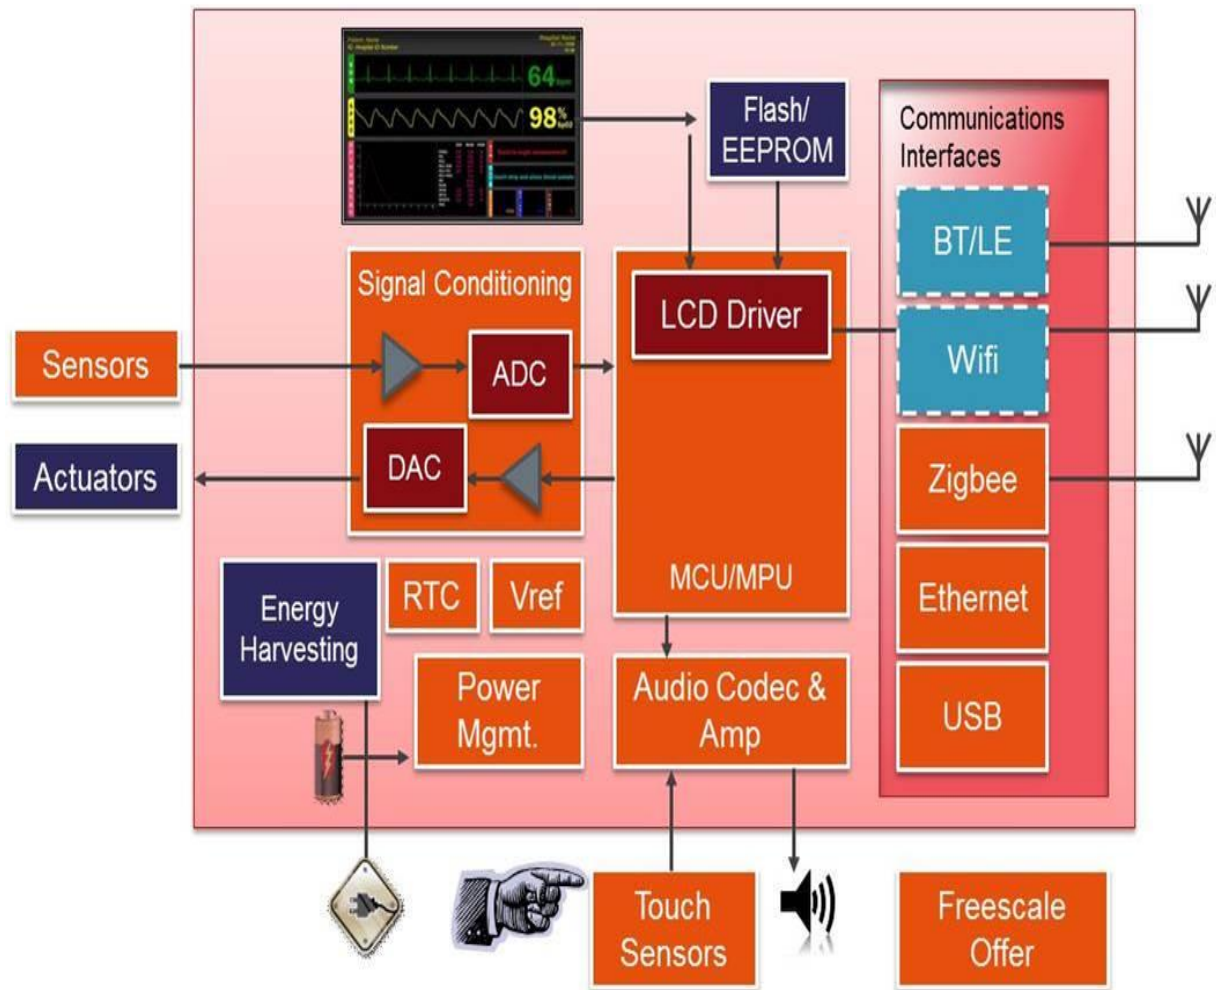 64
98%
Flash/
EEPROM
Communications
Interfaces
BT/LE
Signal Conditioning
LCD Driver
Sensors
ADC
Wifi
Actuators
DAC
Zigbee
MCU/MPU
Energy
Harvesting
RTC
Vref
Ethernet
Power
Mgmt.
Audio Codec &
Amp
USB
Touch
Sensors
Freescale
Offer